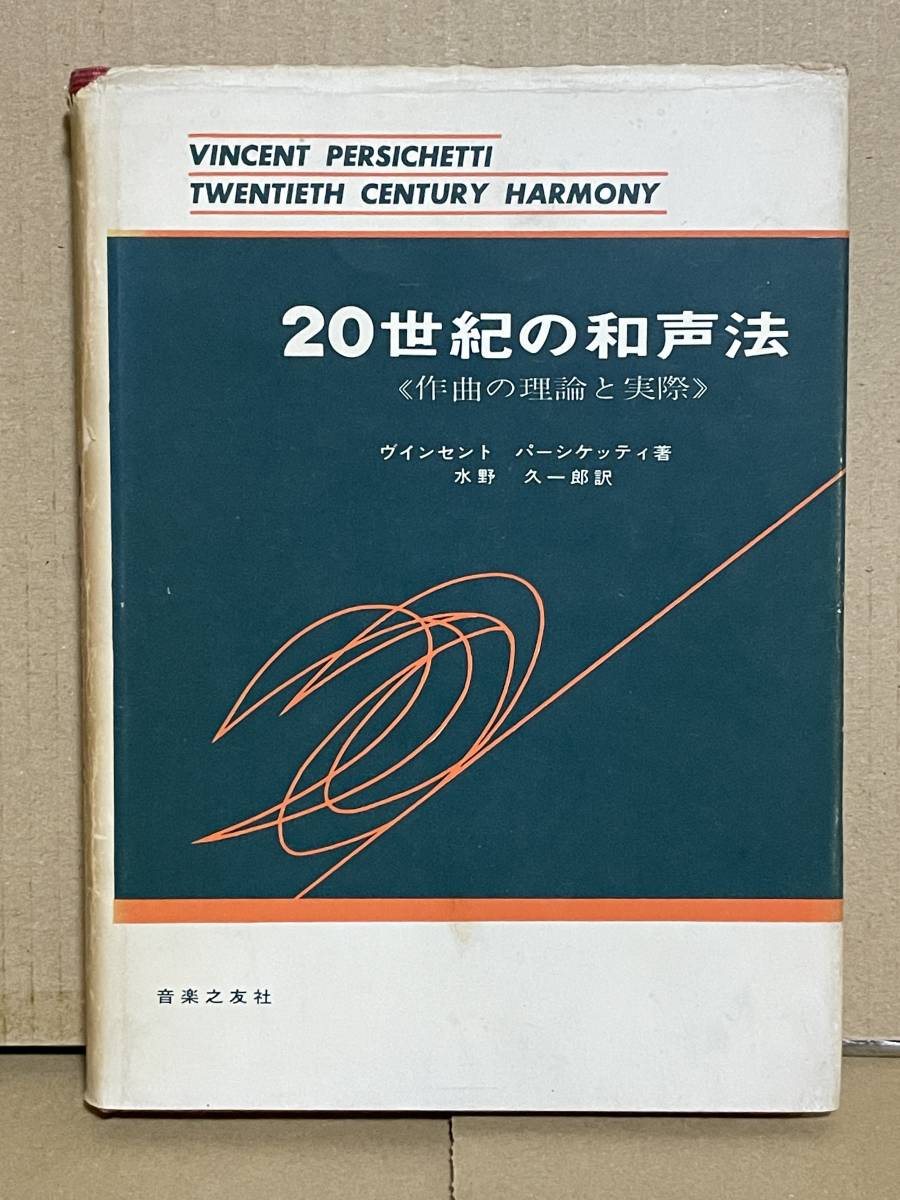 VINCENT PERSICHETTI
TWENTIETH CENTURY HARMONY
20世紀の和声法
《作曲の理論と実際》
ヴインセント パーシケッティ著
水野 久一郎訳
音楽之友社